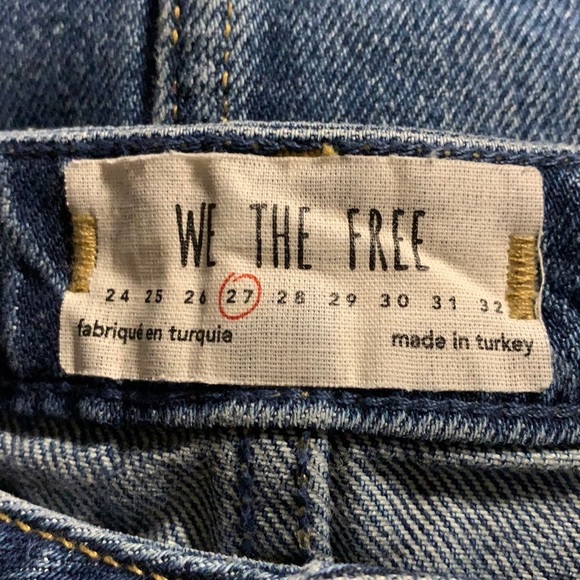 WE THE FREE
24 25 26 27 28 29 30 31 32
fabriqué en turquie made in turkey